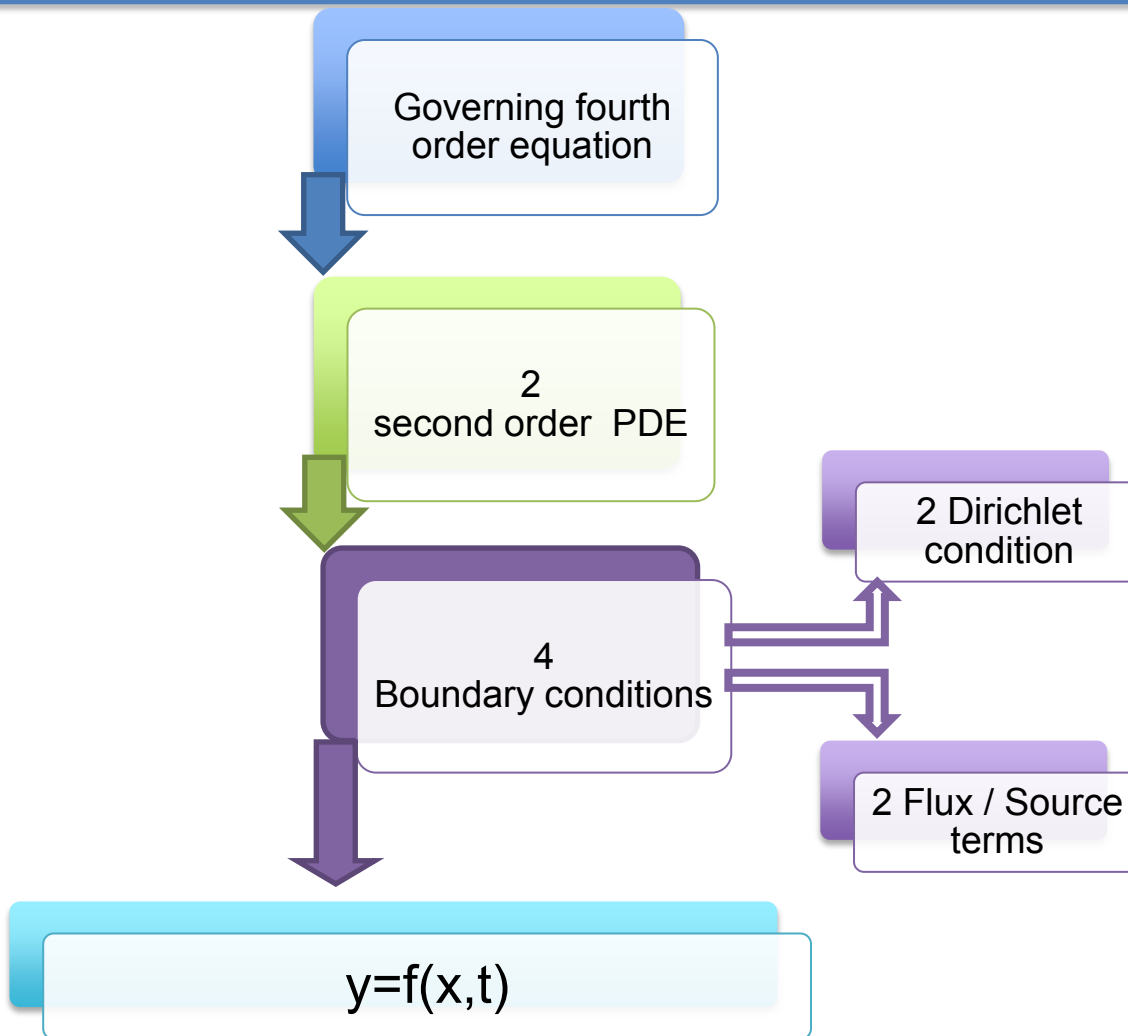 Governing fourth
order equation
2
second order PDE
4
Boundary conditions
2 Dirichlet
condition
2 Flux / Source
terms
y=f(x,t)